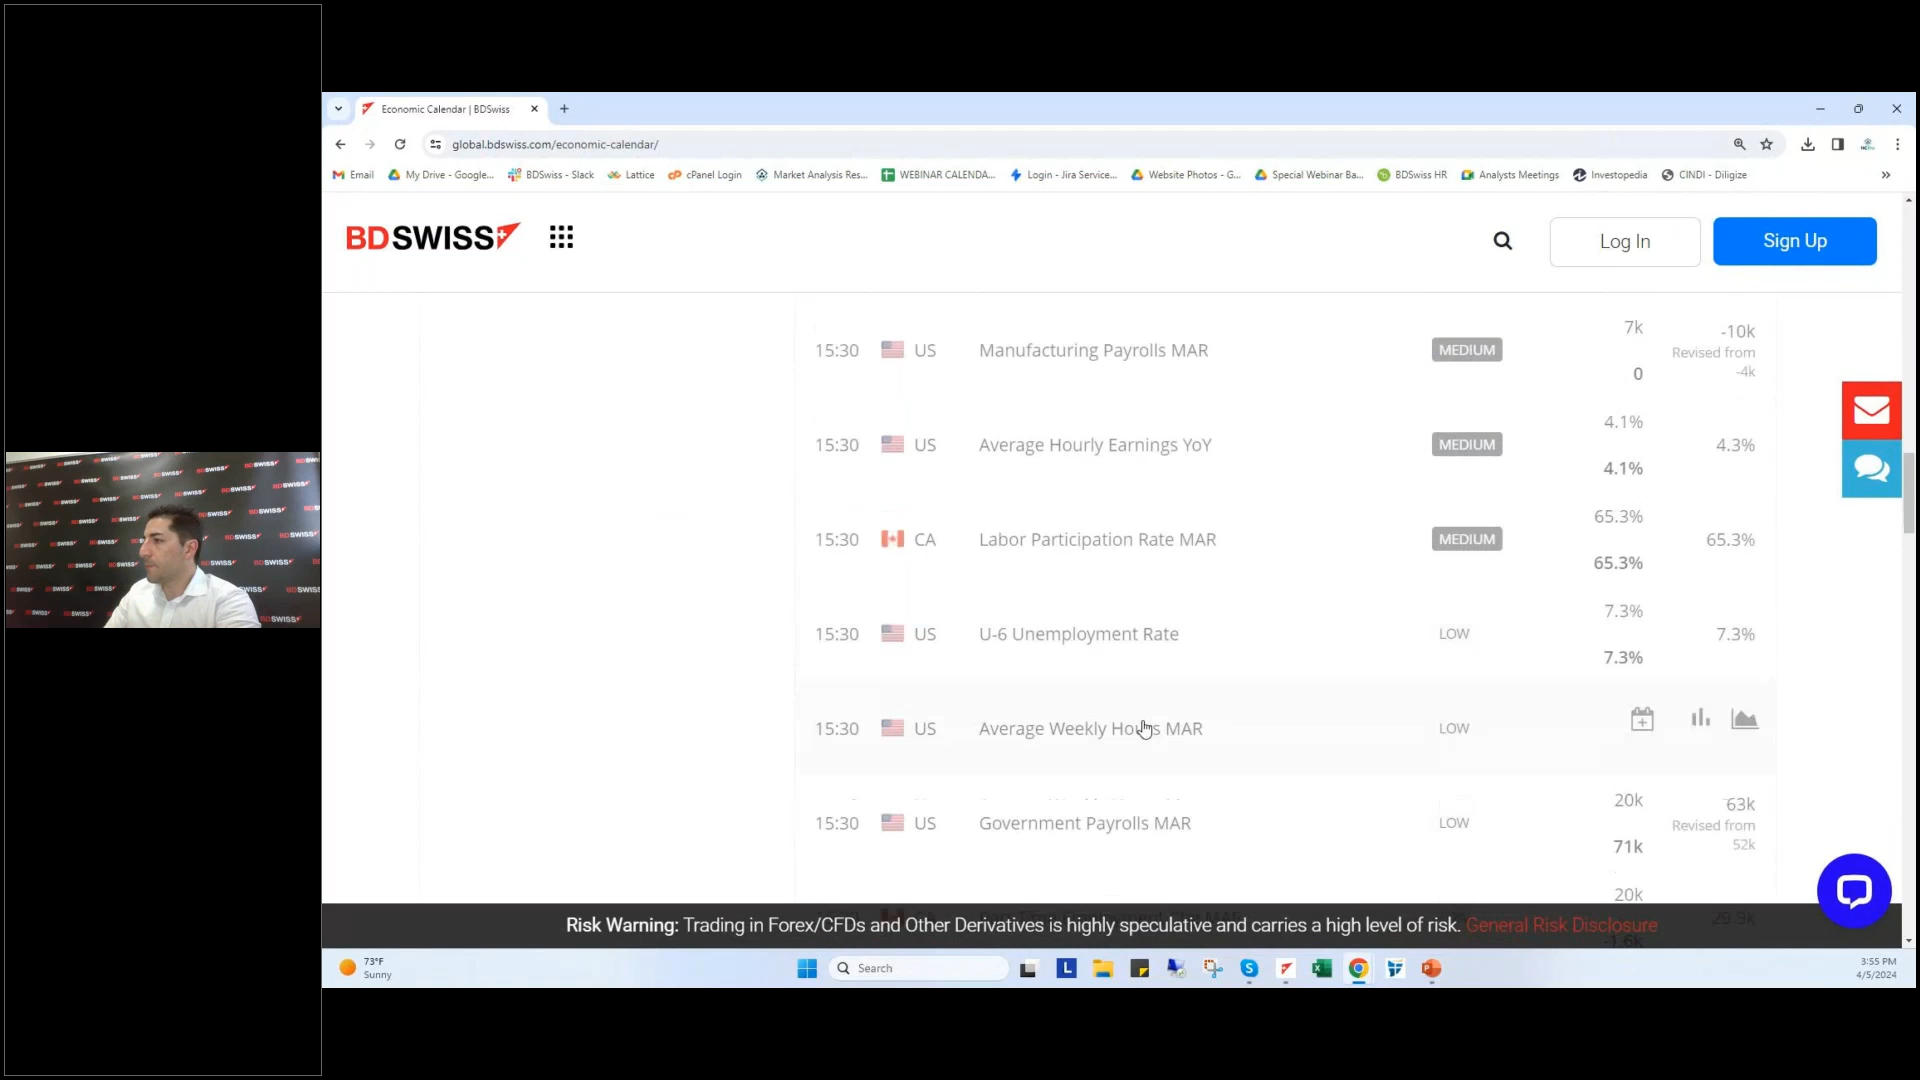 Economic Calendar | BDSwiss
global.bdswiss.com/economic-calendar/
Email
My Drive - Google...
BDSwiss - Slack
Lattice
cPanel Login
Market Analysis Res...
WEBINAR CALENDA...
Login - Jira Service...
Website Photos - G...
Special Webinar Ba...
BDSwiss HR
Analysts Meetings
Investopedia
CINDI - Diligize
BDSWISS
Log In
Sign Up
15:30 US Manufacturing Payrolls MAR MEDIUM 7k -10k
Revised from
0 -4k
15:30 US Average Hourly Earnings YoY MEDIUM 4.1% 4.3%
4.1%
15:30 CA Labor Participation Rate MAR MEDIUM 65.3% 65.3%
65.3%
15:30 US U-6 Unemployment Rate LOW 7.3% 7.3%
7.3%
15:30 US Average Weekly Hours MAR LOW
15:30 US Government Payrolls MAR LOW 20k 63k
Revised from
71k 52k
20k
29.3k
-1.6k
Risk Warning: Trading in Forex/CFDs and Other Derivatives is highly speculative and carries a high level of risk. General Risk Disclosure
73°F
Sunny
Search
3:55 PM
4/5/2024
BDSWISS